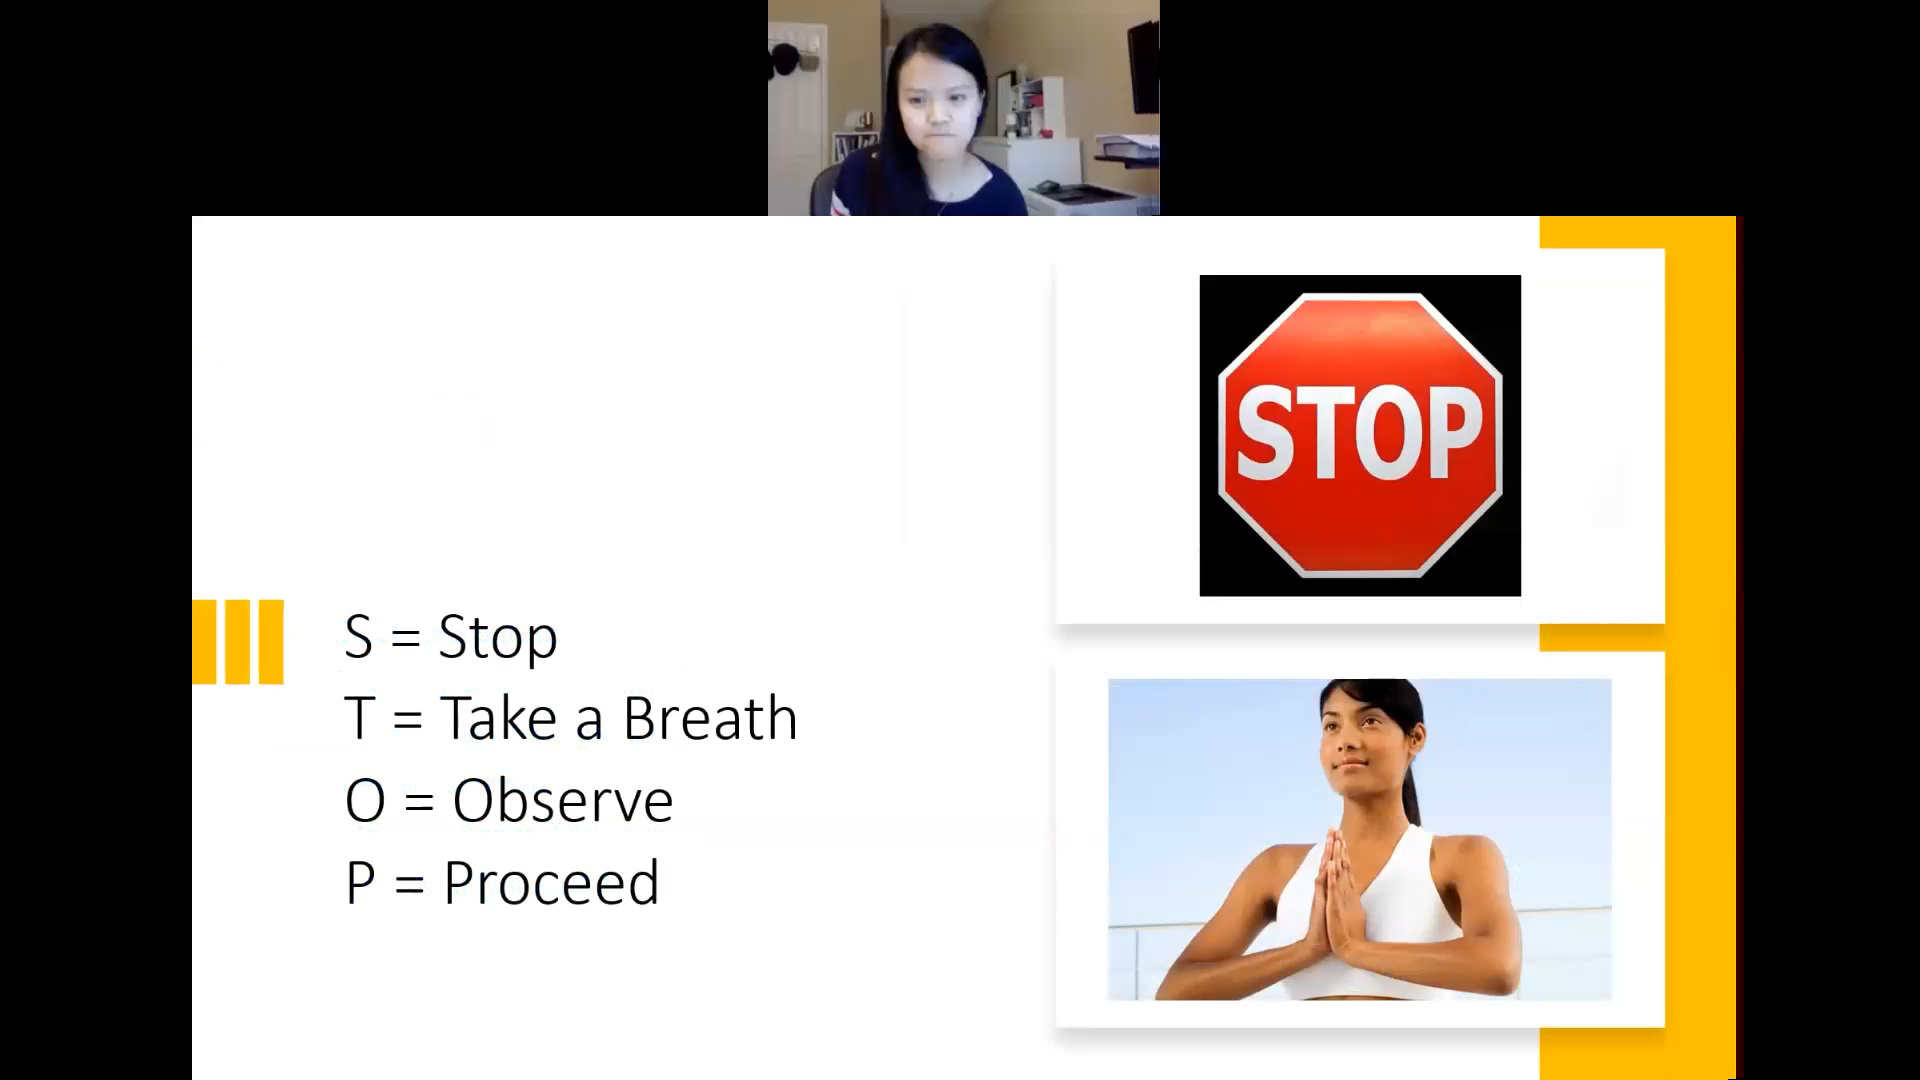 STOP
S = Stop
T = Take a Breath
O = Observe
P = Proceed